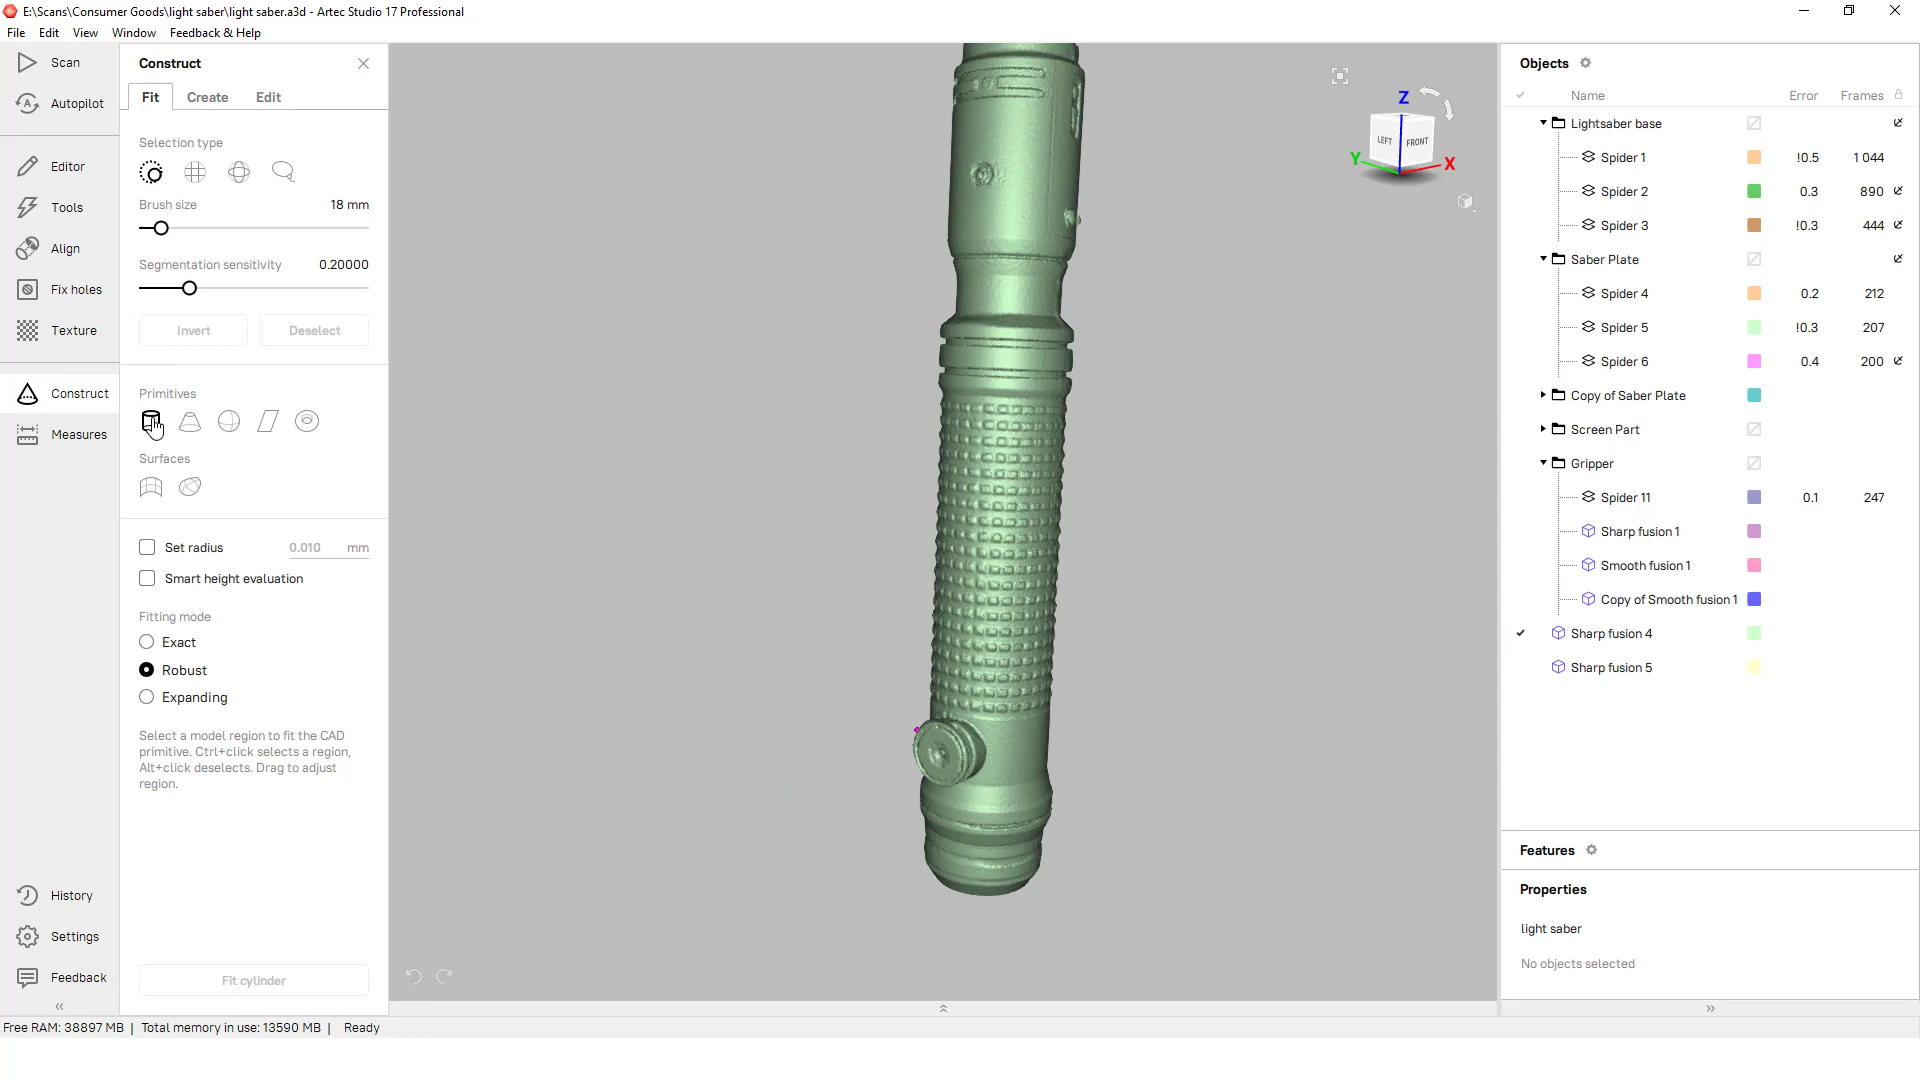 E:\Scans\Consumer Goods\light saber\light saber.a3d - Artec Studio 17 Professional
File Edit View Window Feedback & Help
Scan
Autopilot
Editor
Tools
Align
Fix holes
Texture
Construct
Measures
History
Settings
Feedback
Construct
Fit Create Edit
Selection type
Brush size 18 mm
Segmentation sensitivity 0.20000
Invert Deselect
Primitives
Surfaces
Set radius 0.010 mm
Smart height evaluation
Fitting mode
Exact
Robust
Expanding
Select a model region to fit the CAD
primitive. Ctrl+click selects a region,
Alt+click deselects. Drag to adjust
region.
Fit cylinder
Z
LEFT FRONT
Y X
Objects
Name Error Frames
Lightsaber base
Spider 1 !0.5 1 044
Spider 2 0.3 890
Spider 3 !0.3 444
Saber Plate
Spider 4 0.2 212
Spider 5 !0.3 207
Spider 6 0.4 200
Copy of Saber Plate
Screen Part
Gripper
Spider 11 0.1 247
Sharp fusion 1
Smooth fusion 1
Copy of Smooth fusion 1
Sharp fusion 4
Sharp fusion 5
Features
Properties
light saber
No objects selected
Free RAM: 38897 MB | Total memory in use: 13590 MB | Ready